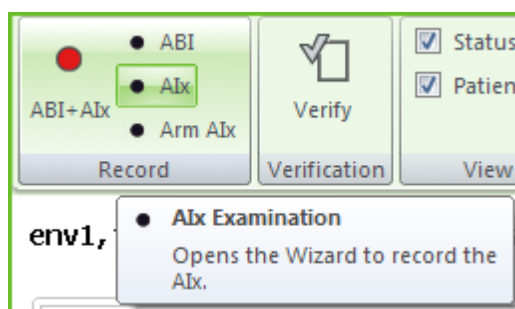 ABI
AIx
ABI+AIx
Arm AIx
Record
Verify
Verification
Status
Patien
View
env1,
AIx Examination
Opens the Wizard to record the
AIx.